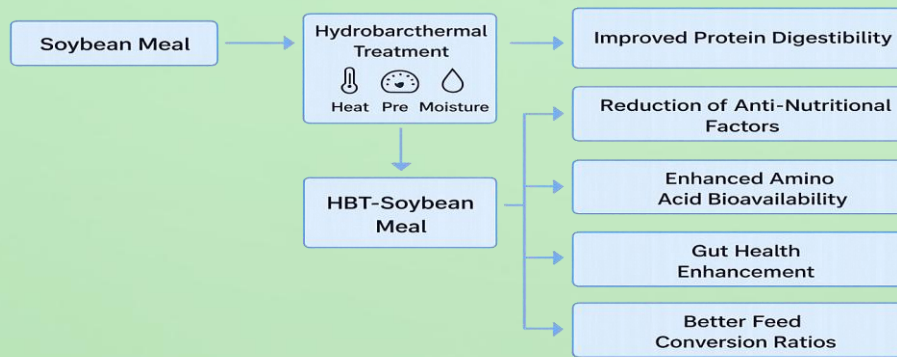 Soybean Meal
Hydrobarcthermal
Treatment
Heat Pre Moisture
Improved Protein Digestibility
Reduction of Anti-Nutritional
Factors
HBT-Soybean
Meal
Enhanced Amino
Acid Bioavailability
Gut Health
Enhancement
Better Feed
Conversion Ratios